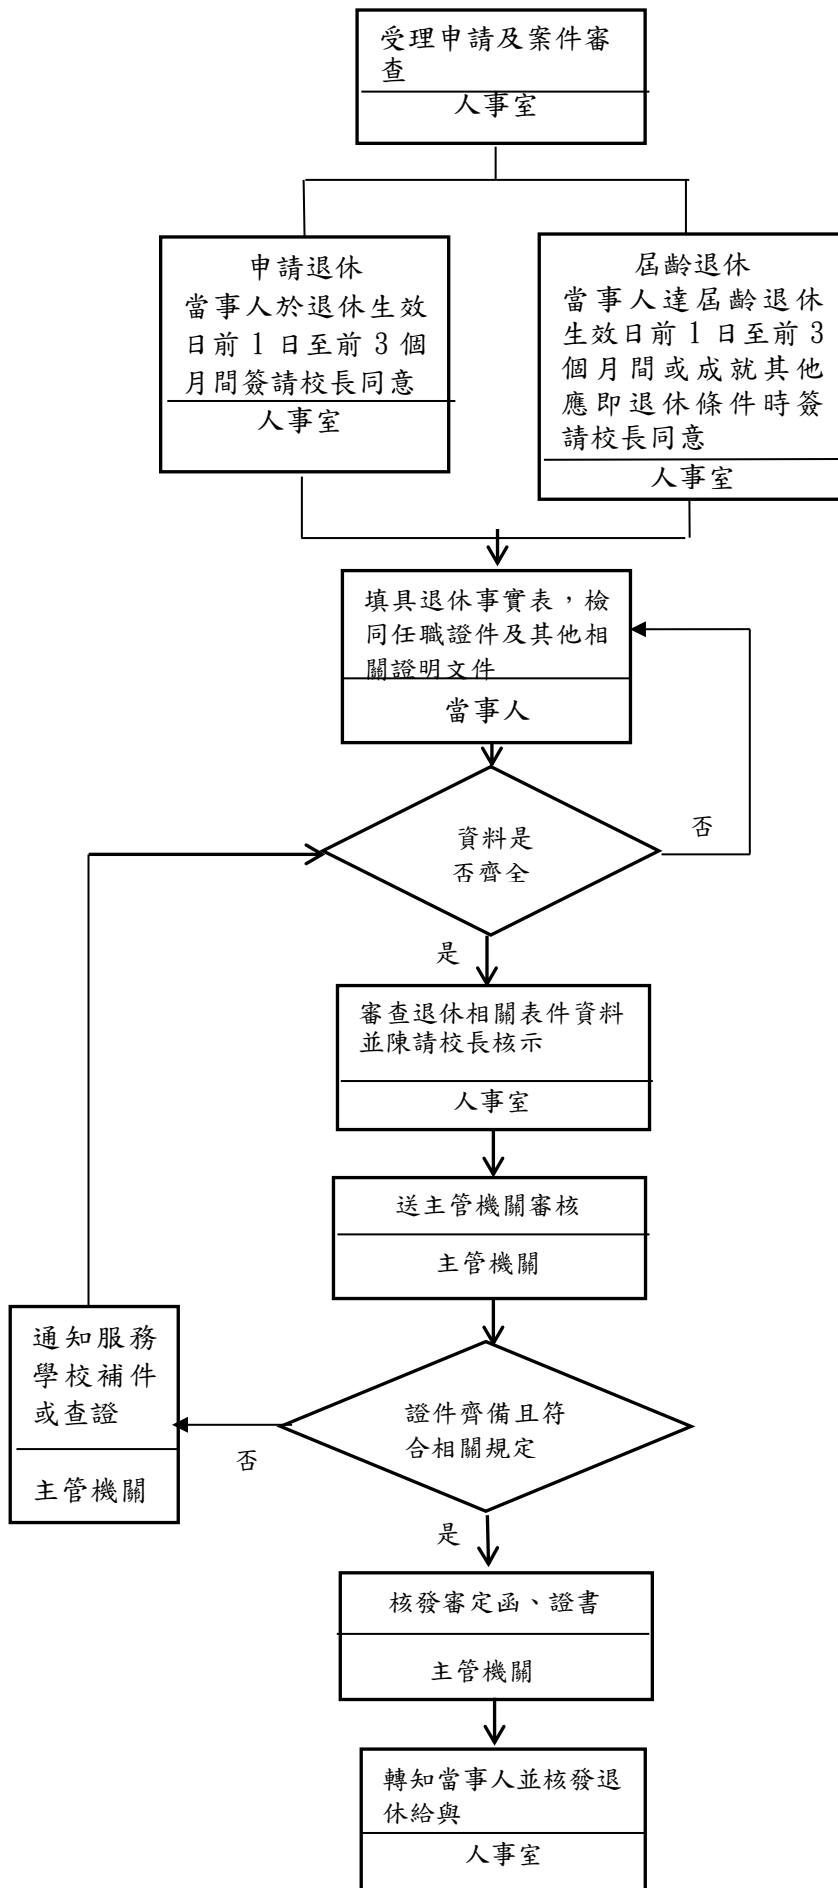 受理申請及案件審
查
人事室
申請退休
當事人於退休生效
日前 1 日至前 3 個
月間簽請校長同意
人事室
屆齡退休
當事人達屆齡退休
生效日前 1 日至前 3
個月間或成就其他
應即退休條件時簽
請校長同意
人事室
填具退休事實表,檢
同任職證件及其他相
關證明文件
當事人
資料是
否齊全
否
是
審查退休相關表件資料
並陳請校長核示
人事室
送主管機關審核
主管機關
通知服務
學校補件
或查證
主管機關
證件齊備且符
合相關規定
否
是
核發審定函、證書
主管機關
轉知當事人並核發退
休給與
人事室